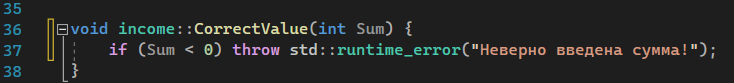 35
36 void income::CorrectValue(int Sum) {
37 if (Sum < 0) throw std::runtime_error("Неверно введена сумма!");
38 }